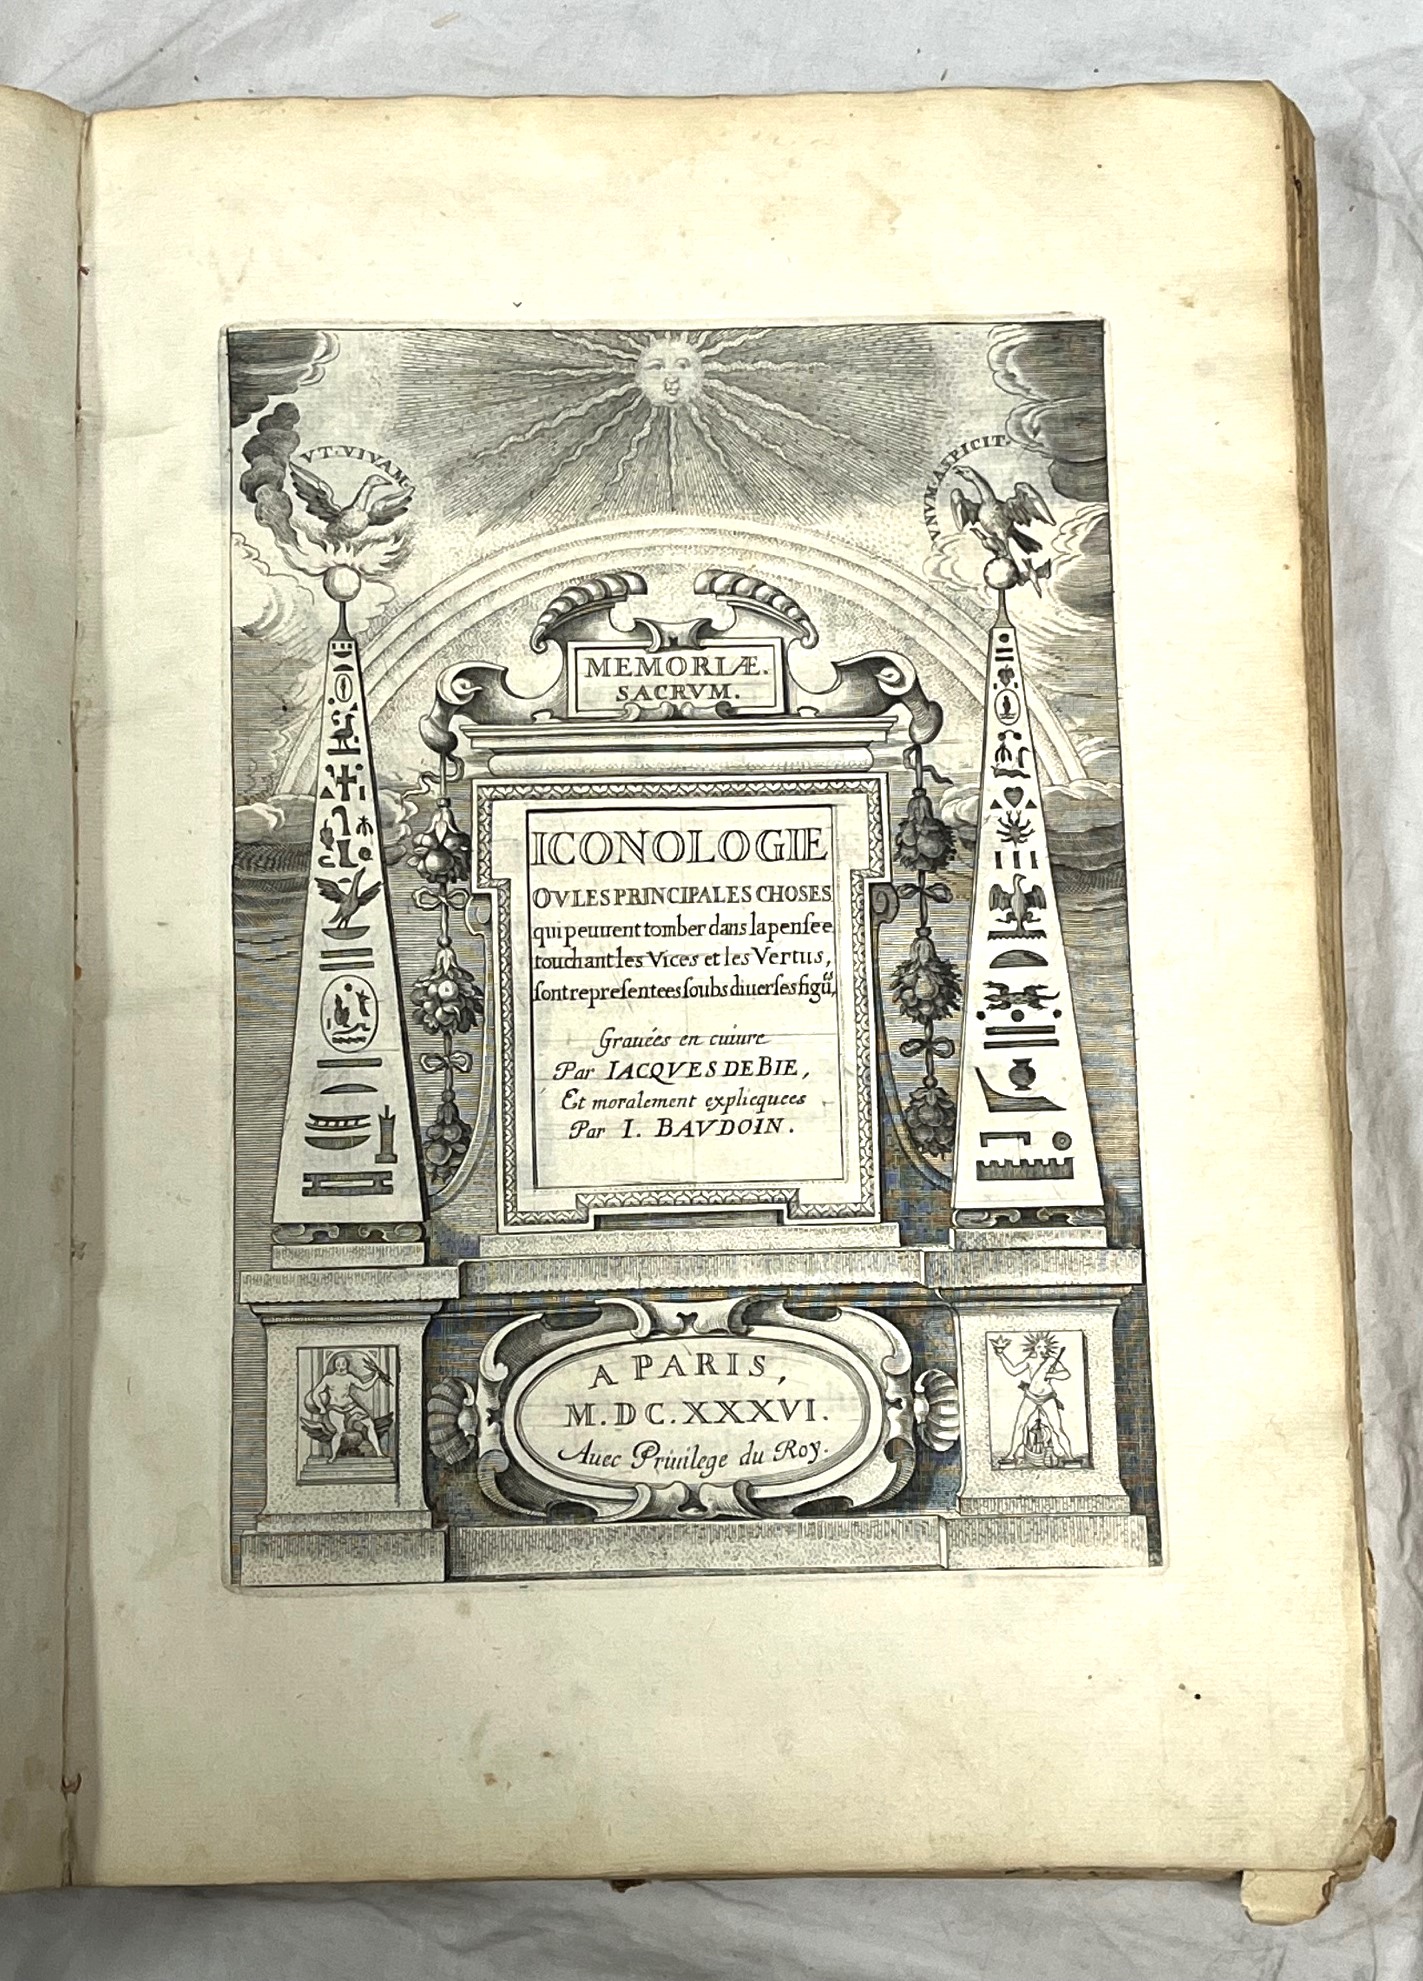 VT. VIVAM
VNVM. ASPICIT.
MEMORIÆ.
SACRVM.
ICONOLOGIE
OV LES PRINCIPALES CHOSES
qui peuuent tomber dans la pensee
touchant les Vices et les Vertus,
sont representees soubs diuerses figũes,
Grauées en cuiure
Par IACQVES DE BIE,
Et moralement explicquees
Par I. BAVDOIN.
A PARIS,
M.DC.XXXVI.
Auec Priuilege du Roy.